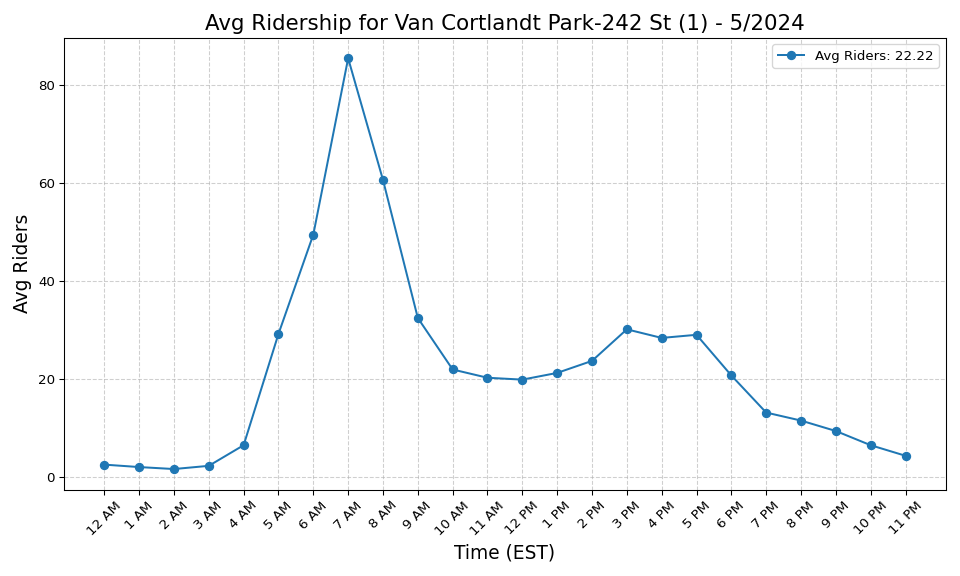 Avg Ridership for Van Cortlandt Park-242 St (1) - 5/2024
Avg Riders: 22.22
Avg Riders
80
60
40
20
0
12 AM
1 AM
2 AM
3 AM
4 AM
5 AM
6 AM
7 AM
8 AM
9 AM
10 AM
11 AM
12 PM
1 PM
2 PM
3 PM
4 PM
5 PM
6 PM
7 PM
8 PM
9 PM
10 PM
11 PM
Time (EST)